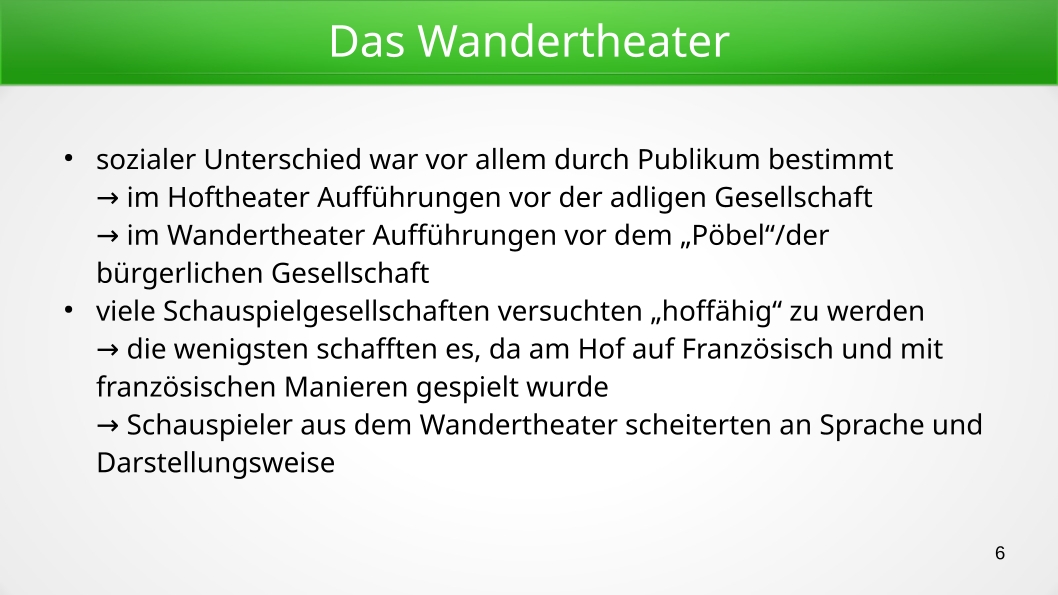 Das Wandertheater
• sozialer Unterschied war vor allem durch Publikum bestimmt
→ im Hoftheater Aufführungen vor der adligen Gesellschaft
→ im Wandertheater Aufführungen vor dem „Pöbel“/der
bürgerlichen Gesellschaft
• viele Schauspielgesellschaften versuchten „hoffähig“ zu werden
→ die wenigsten schafften es, da am Hof auf Französisch und mit
französischen Manieren gespielt wurde
→ Schauspieler aus dem Wandertheater scheiterten an Sprache und
Darstellungsweise
6